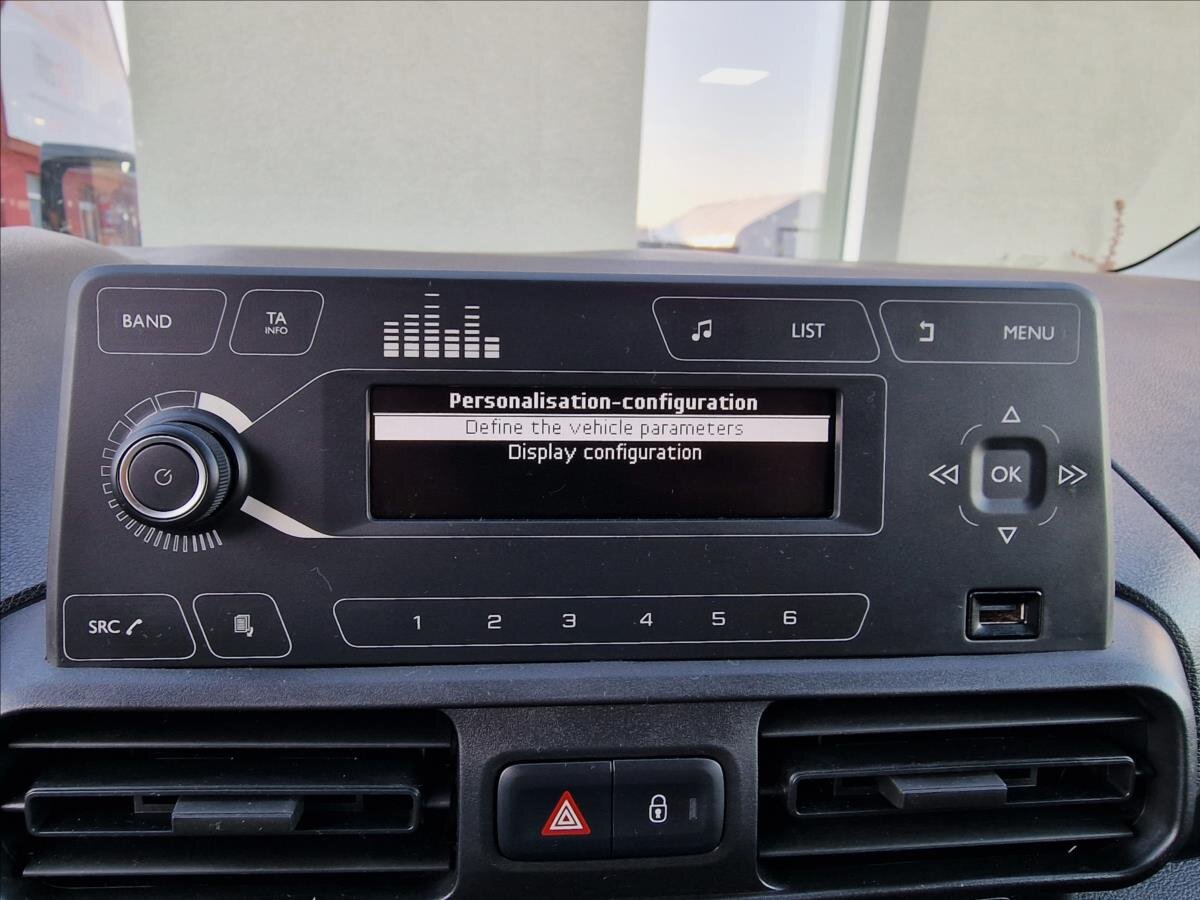 BAND
TA
INFO
LIST
MENU
Personalisation-configuration
Define the vehicle parameters
Display configuration
OK
SRC
1 2 3 4 5 6